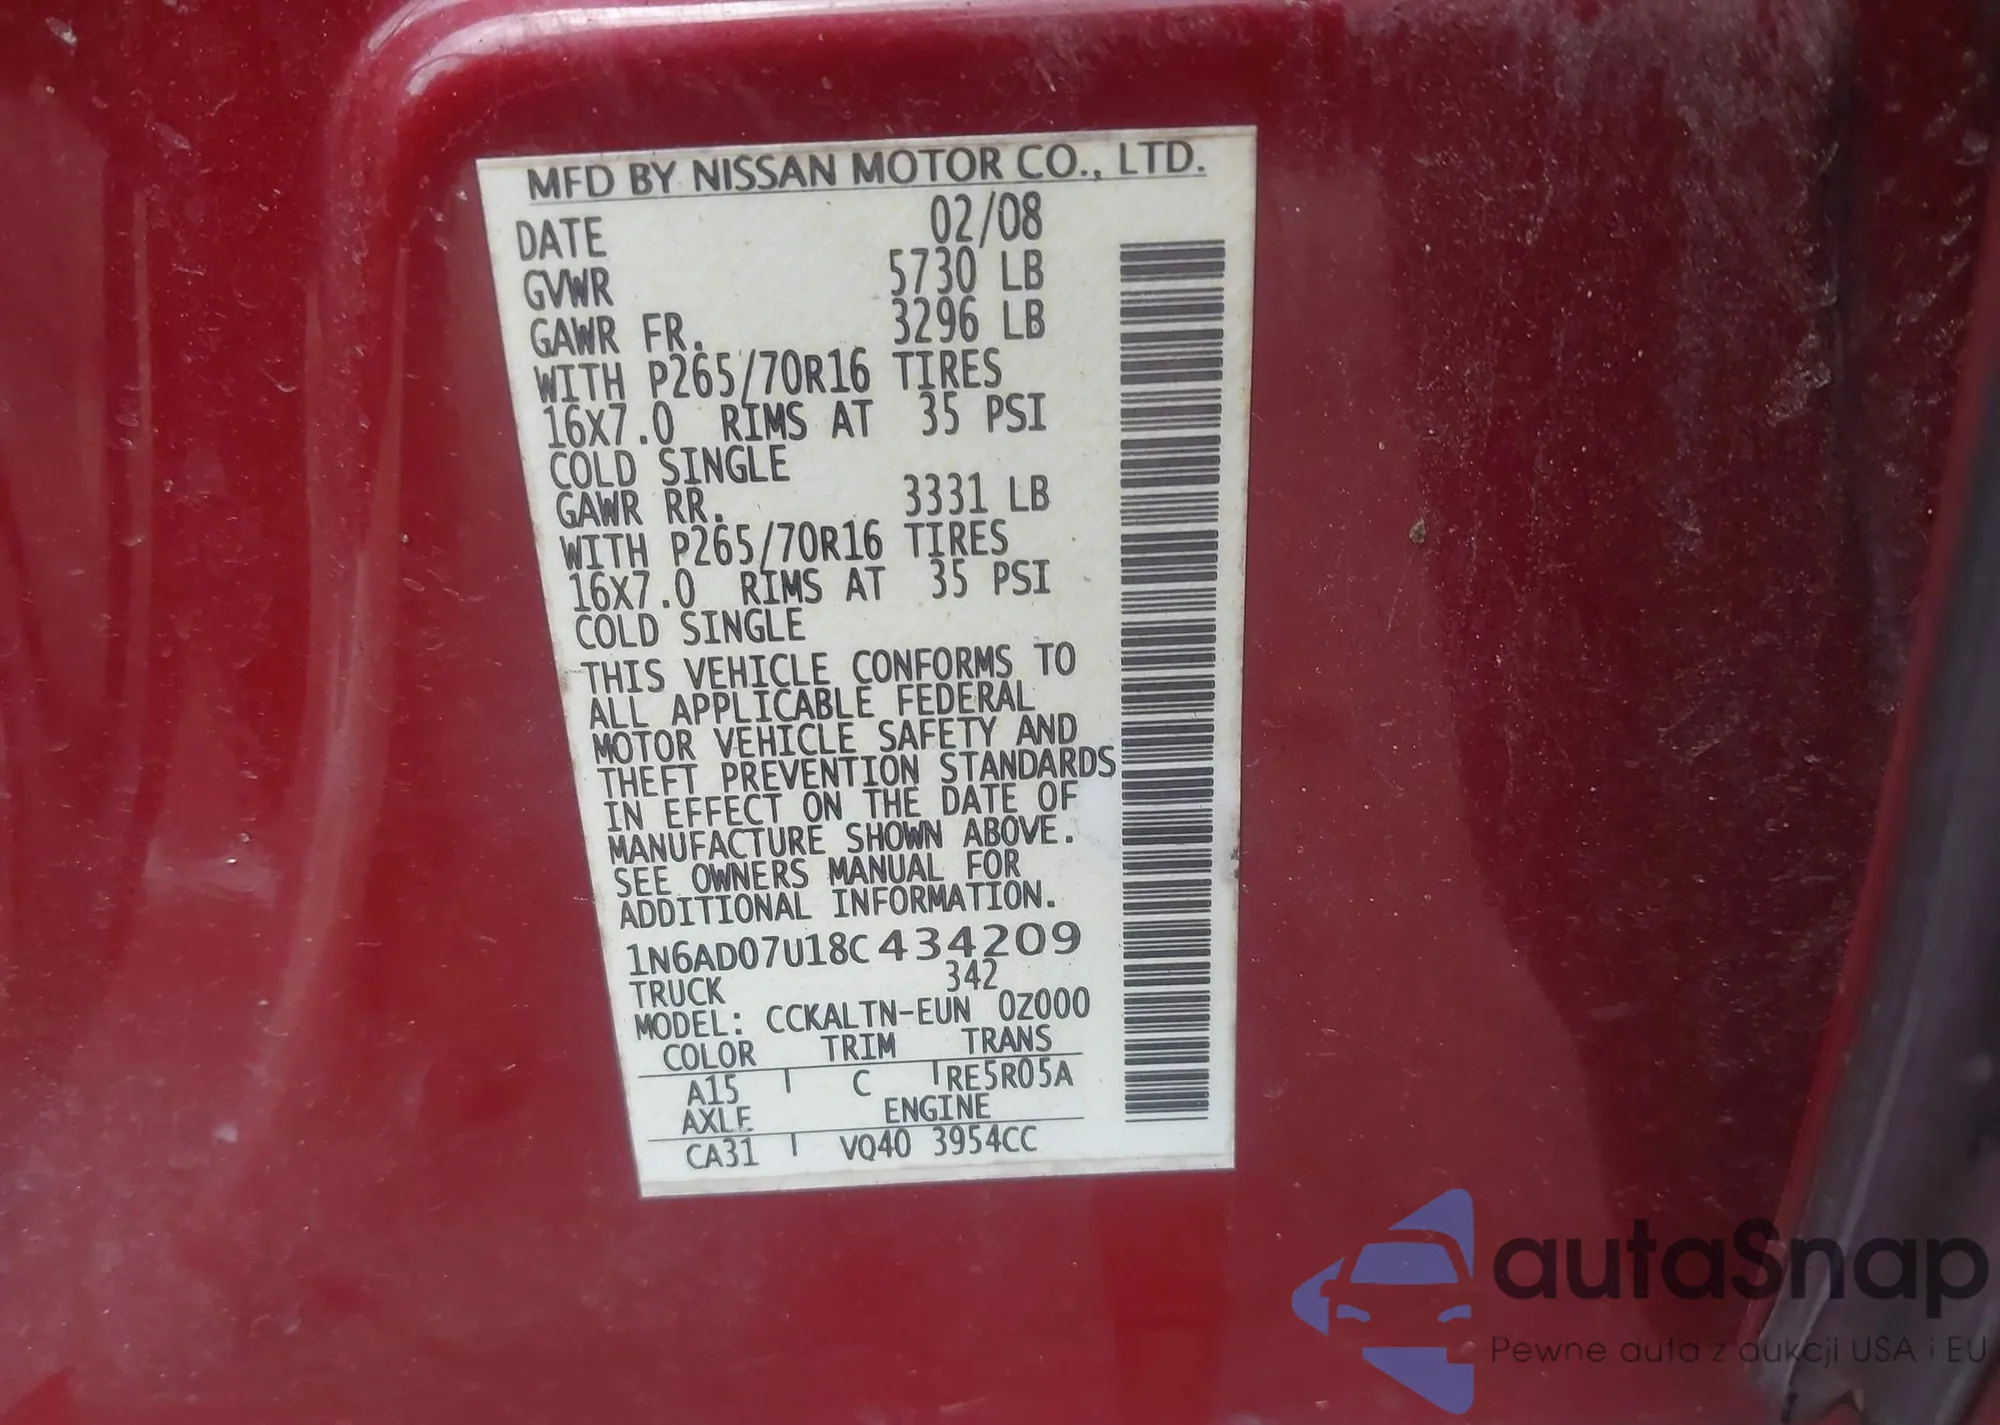 MFD BY NISSAN MOTOR CO., LTD.
DATE 02/08
GVWR 5730 LB
GAWR FR. 3296 LB
WITH P265/70R16 TIRES
16X7.0 RIMS AT 35 PSI
COLD SINGLE
GAWR RR. 3331 LB
WITH P265/70R16 TIRES
16X7.0 RIMS AT 35 PSI
COLD SINGLE
THIS VEHICLE CONFORMS TO
ALL APPLICABLE FEDERAL
MOTOR VEHICLE SAFETY AND
THEFT PREVENTION STANDARDS
IN EFFECT ON THE DATE OF
MANUFACTURE SHOWN ABOVE.
SEE OWNERS MANUAL FOR
ADDITIONAL INFORMATION.
1N6AD07U18C434209
TRUCK 342
MODEL: CCKALTN-EUN 0Z000
COLOR TRIM TRANS
A15 C RE5R05A
AXLE ENGINE
CA31 VQ40 3954CC
autaSnap
Pewne auta z aukcji USA i EU